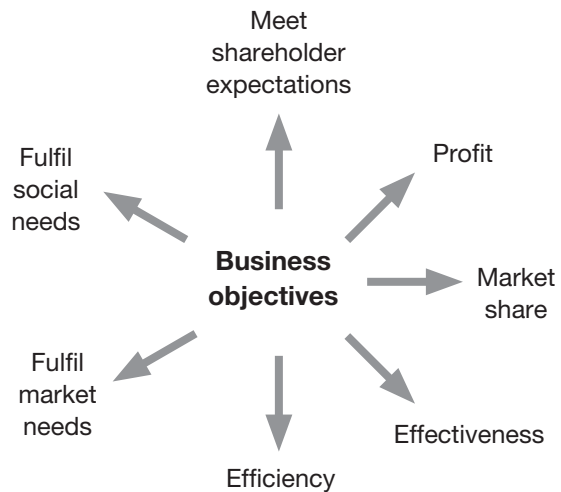 Meet
shareholder
expectations
Profit
Fulfil
social
needs
Business
objectives
Market
share
Fulfil
market
needs
Effectiveness
Efficiency